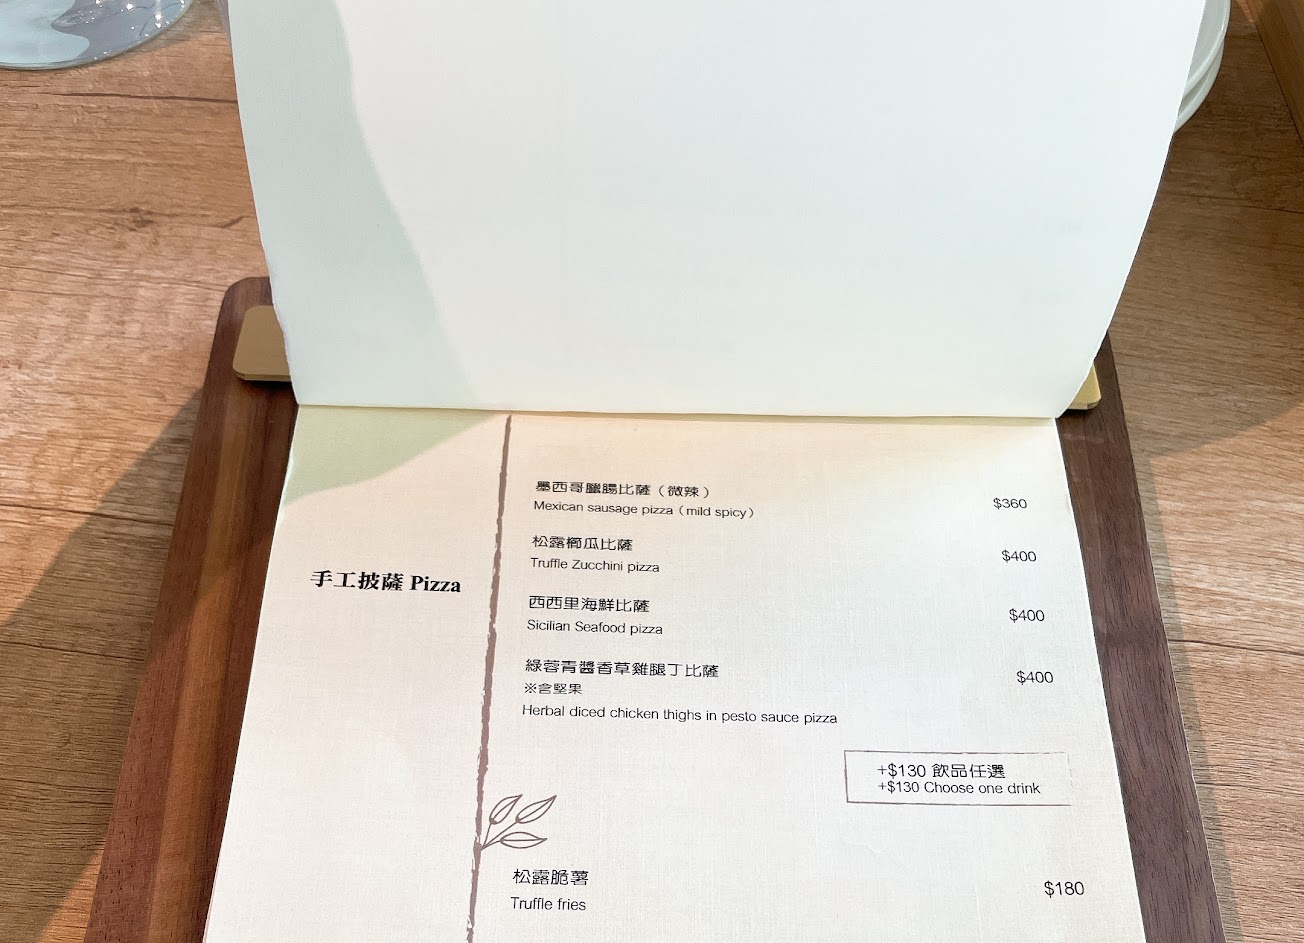 手工披薩 Pizza
墨西哥臘腸比薩（微辣）
Mexican sausage pizza（mild spicy）
$360
松露櫛瓜比薩
Truffle Zucchini pizza
$400
西西里海鮮比薩
Sicilian Seafood pizza
$400
綠蓉青醬香草雞腿丁比薩
※含堅果
Herbal diced chicken thighs in pesto sauce pizza
$400
+$130 飲品任選
+$130 Choose one drink
松露脆薯
Truffle fries
$180